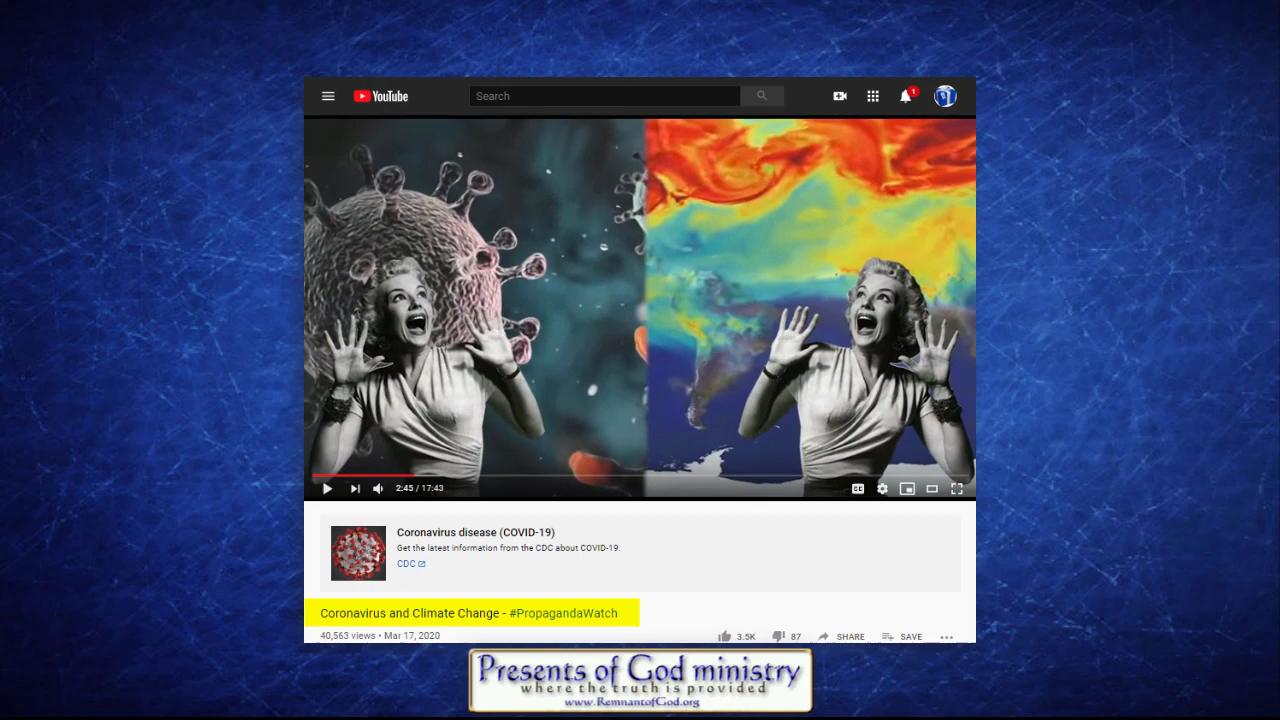 YouTube
Search
1
2:45 / 17:43
CC
Coronavirus disease (COVID-19)
Get the latest information from the CDC about COVID-19.
CDC
Coronavirus and Climate Change - #PropagandaWatch
40,563 views • Mar 17, 2020
3.5K 87 SHARE SAVE
Presents of God ministry
where the truth is provided
www.RemnantofGod.org